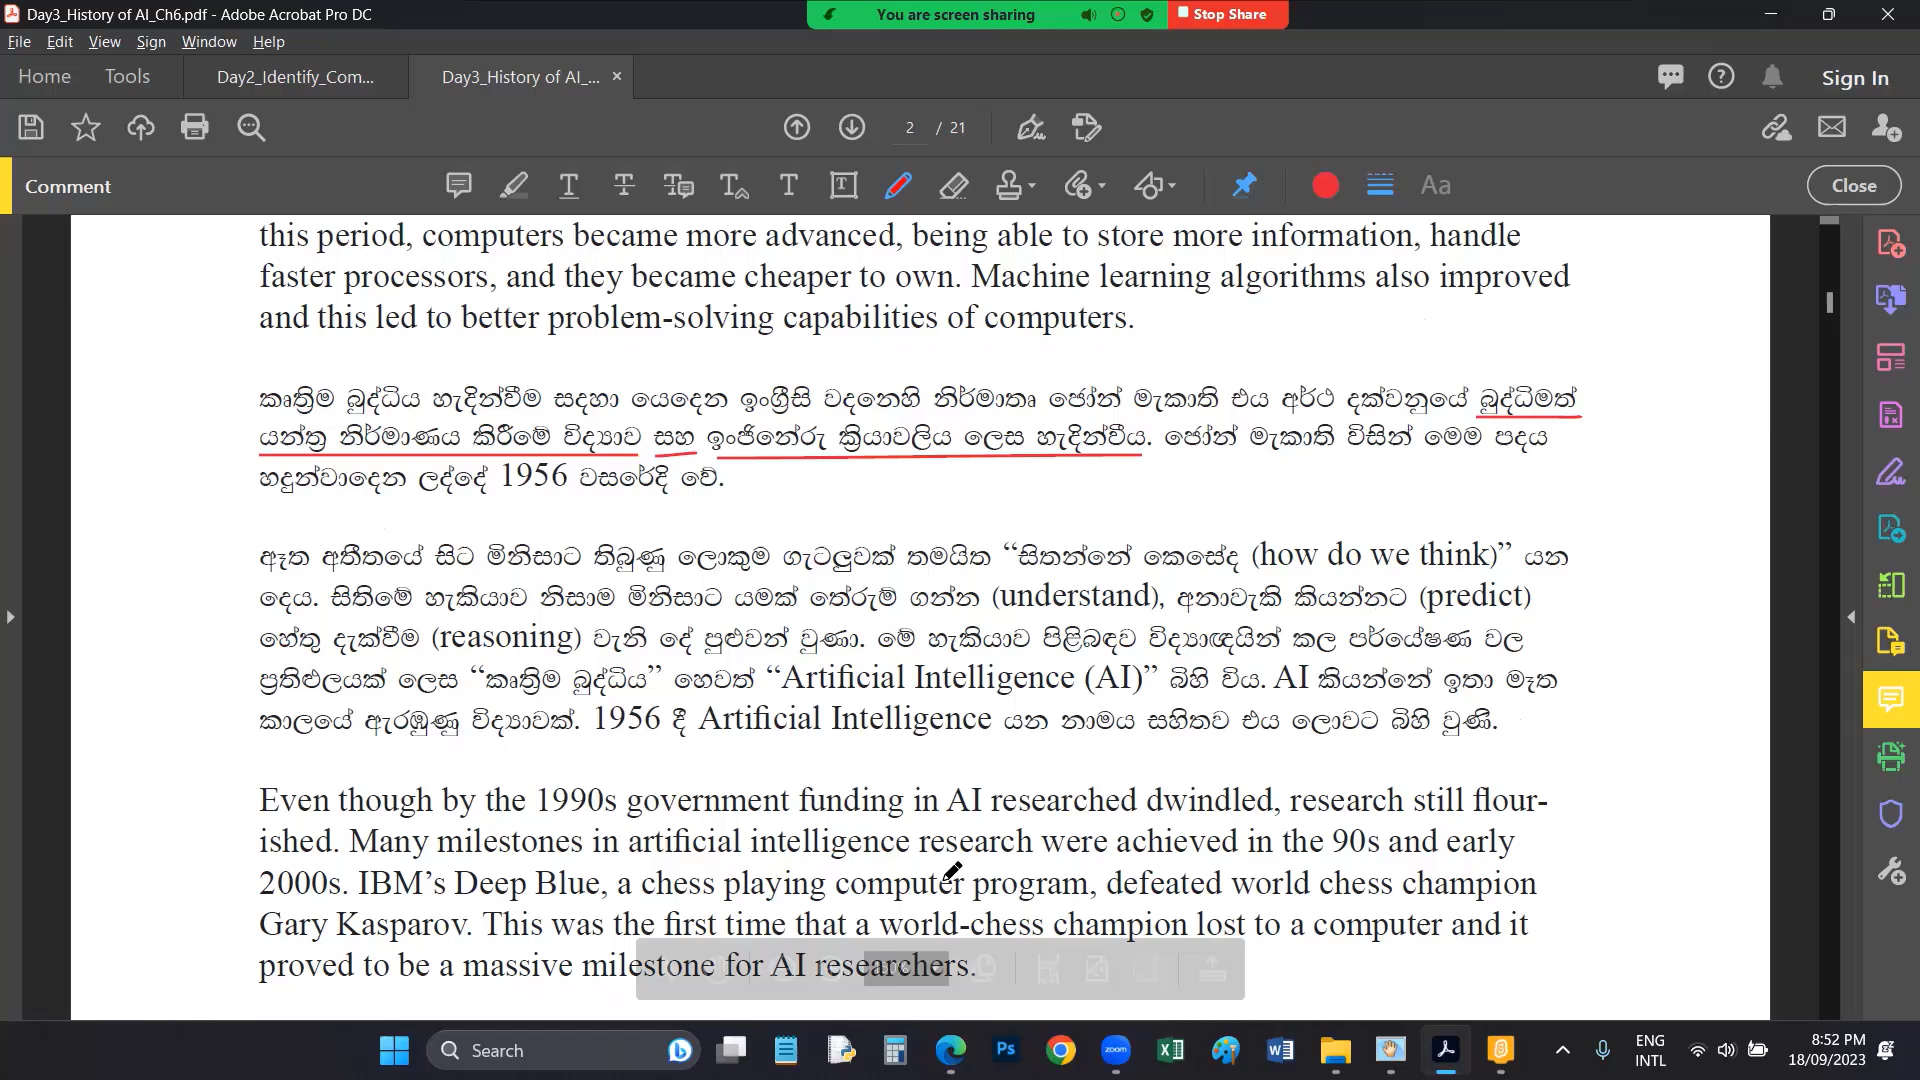 Day3_History of AI_Ch6.pdf - Adobe Acrobat Pro DC
You are screen sharing
Stop Share
File Edit View Sign Window Help
Home Tools Day2_Identify_Com... Day3_History of AI_... × Sign In
2 / 21
Comment
Aa
Close
this period, computers became more advanced, being able to store more information, handle
faster processors, and they became cheaper to own. Machine learning algorithms also improved
and this led to better problem-solving capabilities of computers.
කෘත්‍රිම බුද්ධිය හැදින්වීම සදහා යෙදෙන ඉංග්‍රීසි වදනෙහි නිර්මාතෘ ජෝන් මැකාති එය අර්ථ දක්වනුයේ බුද්ධිමත්
යන්ත්‍ර නිර්මාණය කිරීමේ විද්‍යාව සහ ඉංජිනේරු ක්‍රියාවලිය ලෙස හැදින්වීය. ජෝන් මැකාති විසින් මෙම පදය
හදුන්වාදෙන ලද්දේ 1956 වසරේදි වේ.
ඈත අතීතයේ සිට මිනිසාට තිබුණු ලොකුම ගැටලුවක් තමයිත “සිතන්නේ කෙසේද (how do we think)” යන
දෙය. සිතිමේ හැකියාව නිසාම මිනිසාට යමක් තේරුම් ගන්න (understand), අනාවැකි කියන්නට (predict)
හේතු දැක්වීම (reasoning) වැනි දේ පුළුවන් වුණා. මේ හැකියාව පිළිබඳව විද්‍යාඥයින් කල පර්යේෂණ වල
ප්‍රතිඵලයක් ලෙස “කෘත්‍රිම බුද්ධිය” හෙවත් “Artificial Intelligence (AI)” බිහි විය. AI කියන්නේ ඉතා මෑත
කාලයේ ඇරඹුණු විද්‍යාවක්. 1956 දී Artificial Intelligence යන නාමය සහිතව එය ලොවට බිහි වුණි.
Even though by the 1990s government funding in AI researched dwindled, research still flour-
ished. Many milestones in artificial intelligence research were achieved in the 90s and early
2000s. IBM’s Deep Blue, a chess playing computer program, defeated world chess champion
Gary Kasparov. This was the first time that a world-chess champion lost to a computer and it
proved to be a massive milestone for AI researchers.
Search
Ps
zoom
ENG
INTL
8:52 PM
18/09/2023